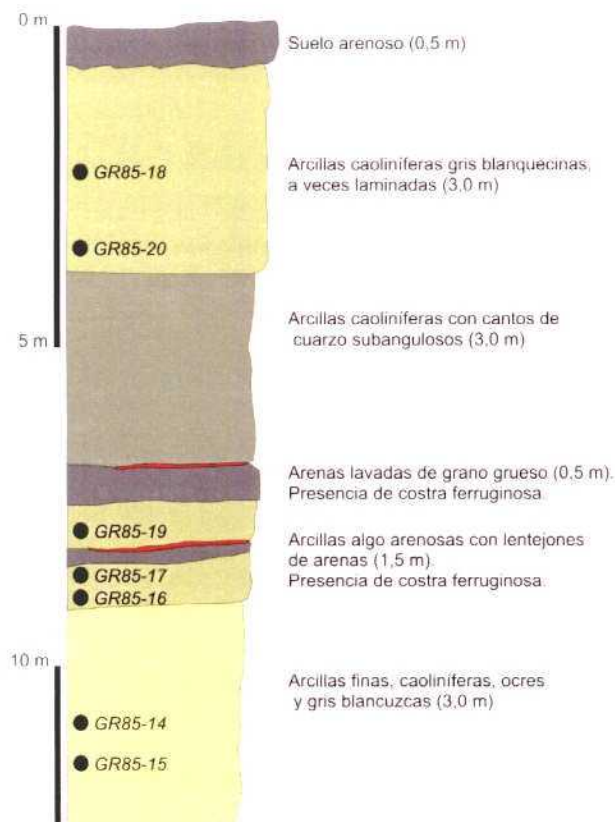 0 m
Suelo arenoso (0,5 m)
GR85-18
Arcillas caoliníferas gris blanquecinas,
a veces laminadas (3,0 m)
GR85-20
Arcillas caoliníferas con cantos de
cuarzo subangulosos (3,0 m)
5 m
Arenas lavadas de grano grueso (0,5 m).
Presencia de costra ferruginosa.
GR85-19
Arcillas algo arenosas con lentejones
de arenas (1,5 m).
Presencia de costra ferruginosa.
GR85-17
GR85-16
10 m
Arcillas finas, caoliníferas, ocres
y gris blancuzcas (3,0 m)
GR85-14
GR85-15